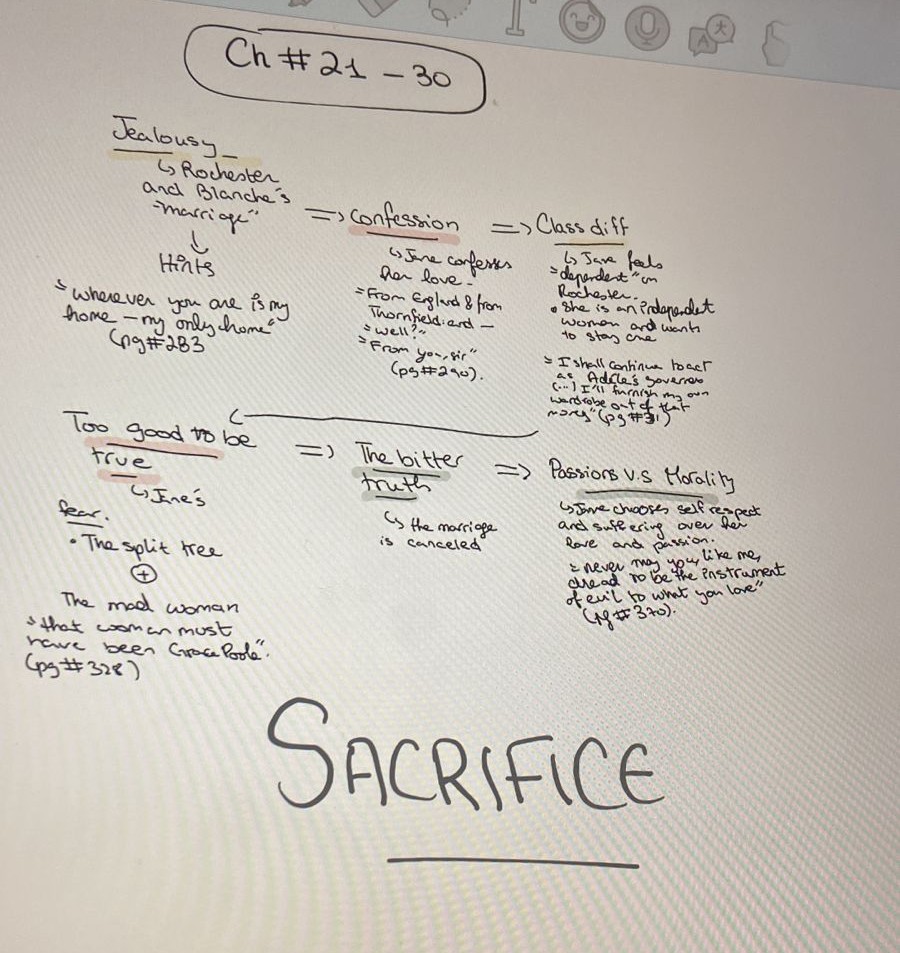 Ch # 21 - 30
Jealousy -
↳ Rochester
and Blanche's
"marriage"
↓
Hints
"wherever you are is my
home - my only home"
(pg#283
=> Confession
↳ Jane confesses
her love.
"From England & from
Thornfield: and —
"well?"
"From you, sir"
(pg#290).
=> Class diff
↳ Jane feels
"dependent" on
Rochester.
• She is an independent
women and wants
to stay one
"I shall continue to act
as Adèle's governess
(...) I'll furnish my own
wardrobe out of that
money" (pg#31)
Too good to be
true
↳ Jne's
fear.
• The split tree
+
The mad woman
"that woman must
have been Grace Poole".
(pg#328)
=> The bitter
truth
↳ the marriage
is canceled
=> Passions v.s Morality
↳ Jane chooses self respect
and suffering over her
love and passion.
"never may you, like me,
dread to be the instrument
of evil to what you love"
(pg#370).
SACRIFICE